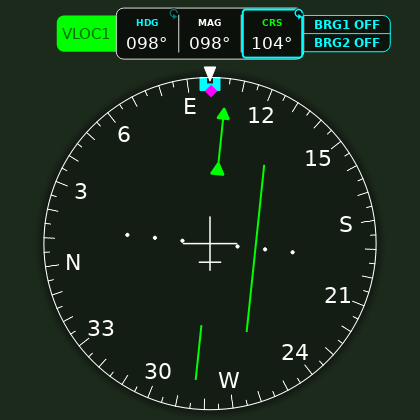 VLOC1
HDG
098°
MAG
098°
CRS
104°
BRG1 OFF
BRG2 OFF
E
12
15
S
21
24
W
30
33
N
3
6